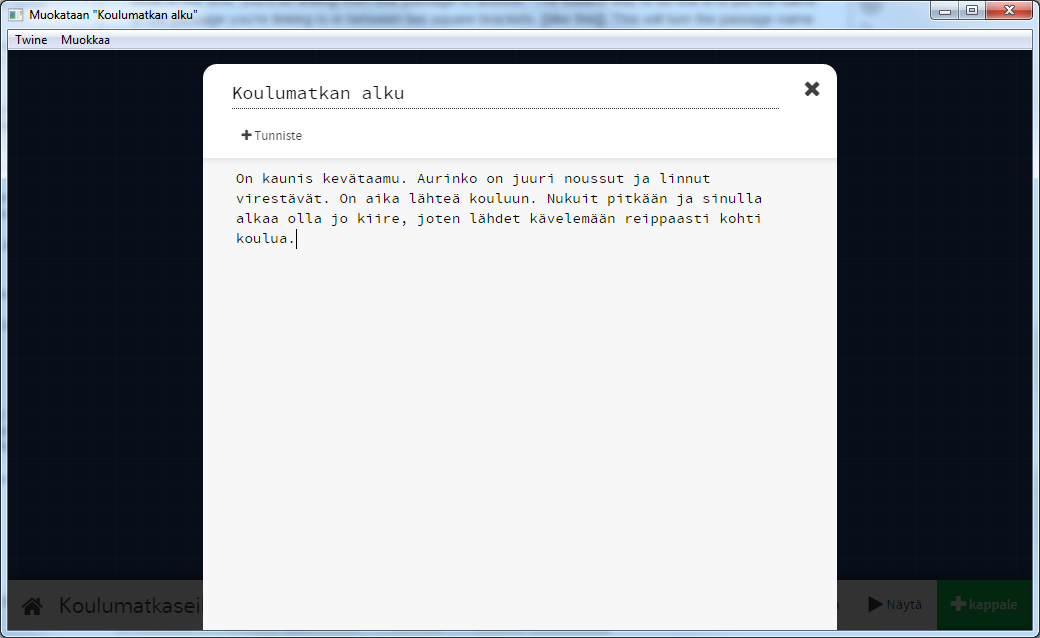 Muokataan "Koulumatkan alku"
Twine Muokkaa
Koulumatkan alku
Tunniste
On kaunis kevätaamu. Aurinko on juuri noussut ja linnut
virestävät. On aika lähteä kouluun. Nukuit pitkään ja sinulla
alkaa olla jo kiire, joten lähdet kävelemään reippaasti kohti
koulua.
Koulumatkasei
Näytä
kappale